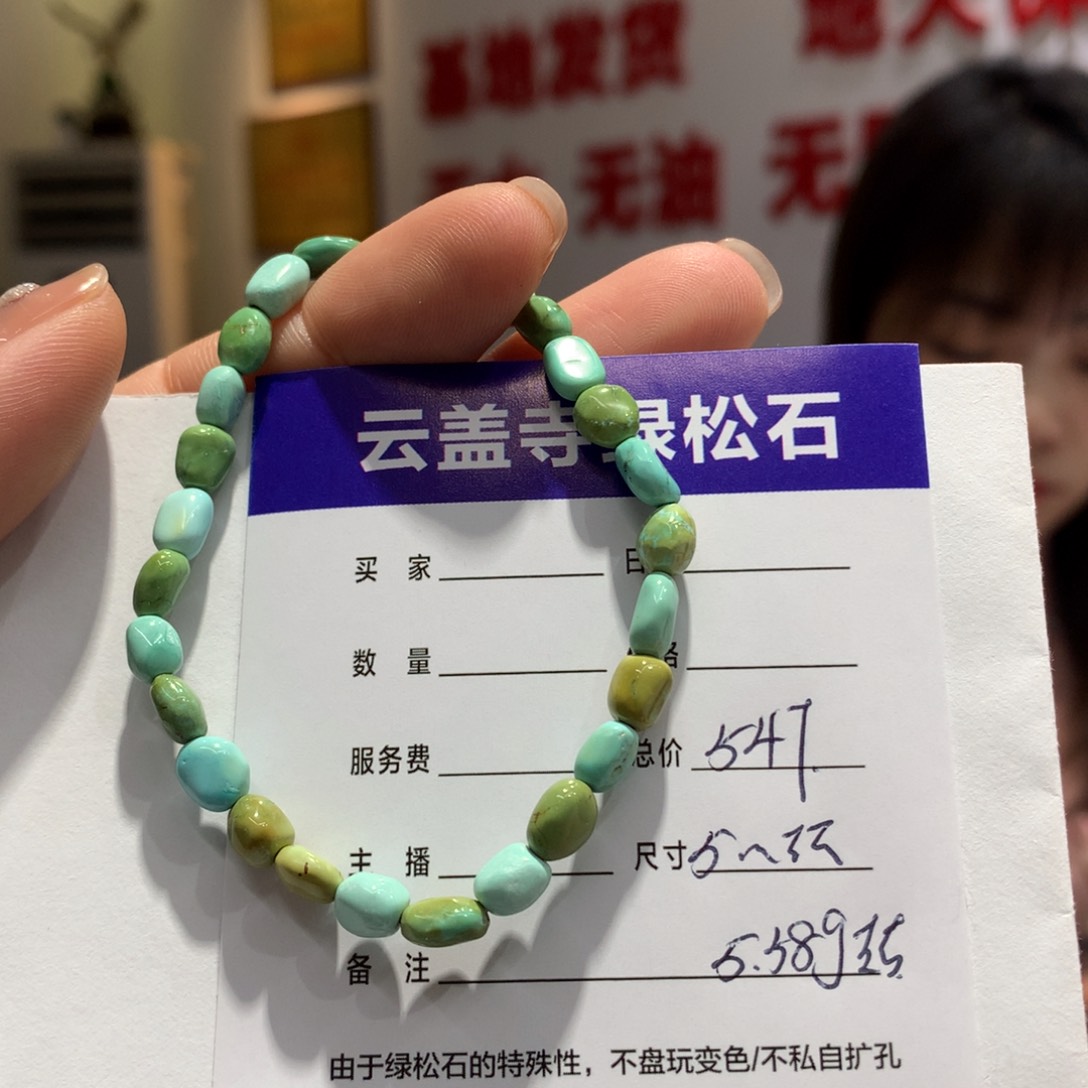 基地发货
无油 无
云盖寺绿松石
买 家
数 量
服务费 总价 547
主 播 尺寸
备 注 5.58g
由于绿松石的特殊性，不盘玩变色/不私自扩孔